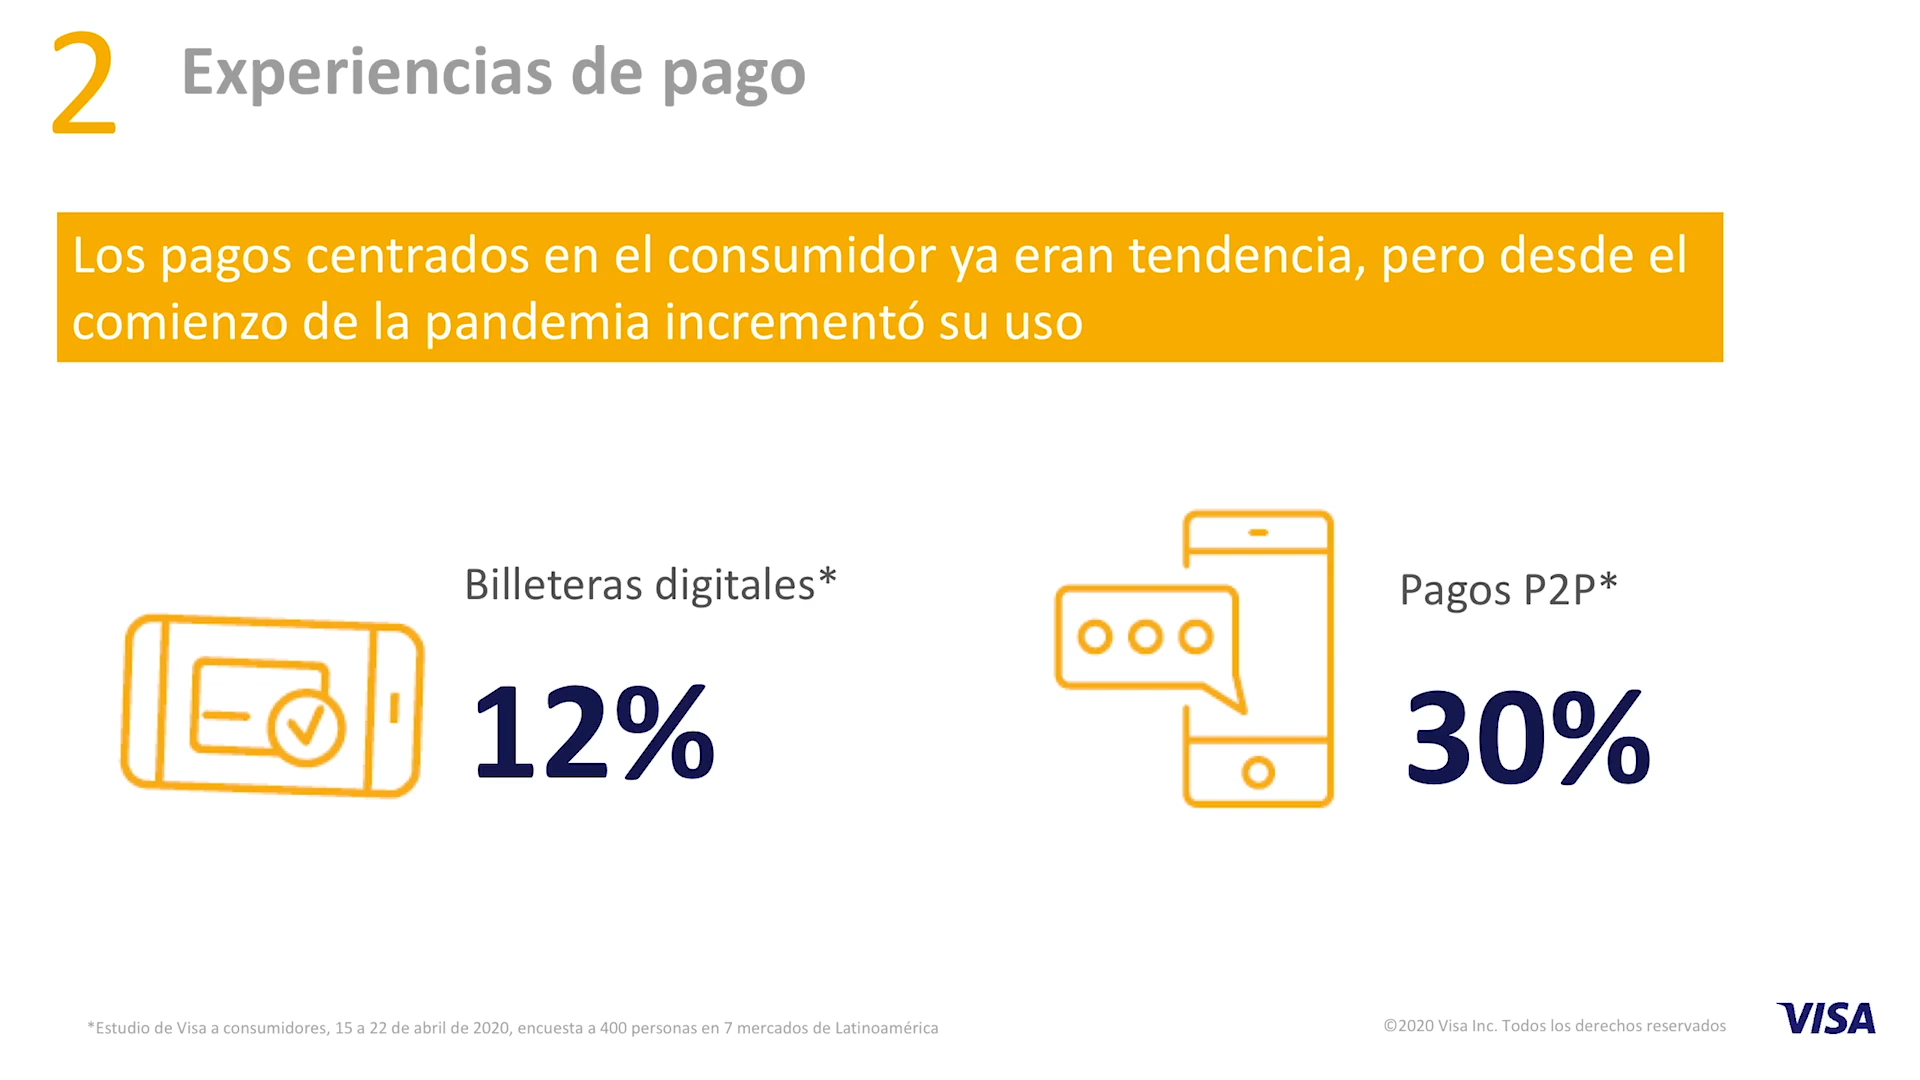 2
Experiencias de pago
Los pagos centrados en el consumidor ya eran tendencia, pero desde el
comienzo de la pandemia incrementó su uso
Billeteras digitales*
12%
Pagos P2P*
30%
*Estudio de Visa a consumidores, 15 a 22 de abril de 2020, encuesta a 400 personas en 7 mercados de Latinoamérica
©2020 Visa Inc. Todos los derechos reservados
VISA